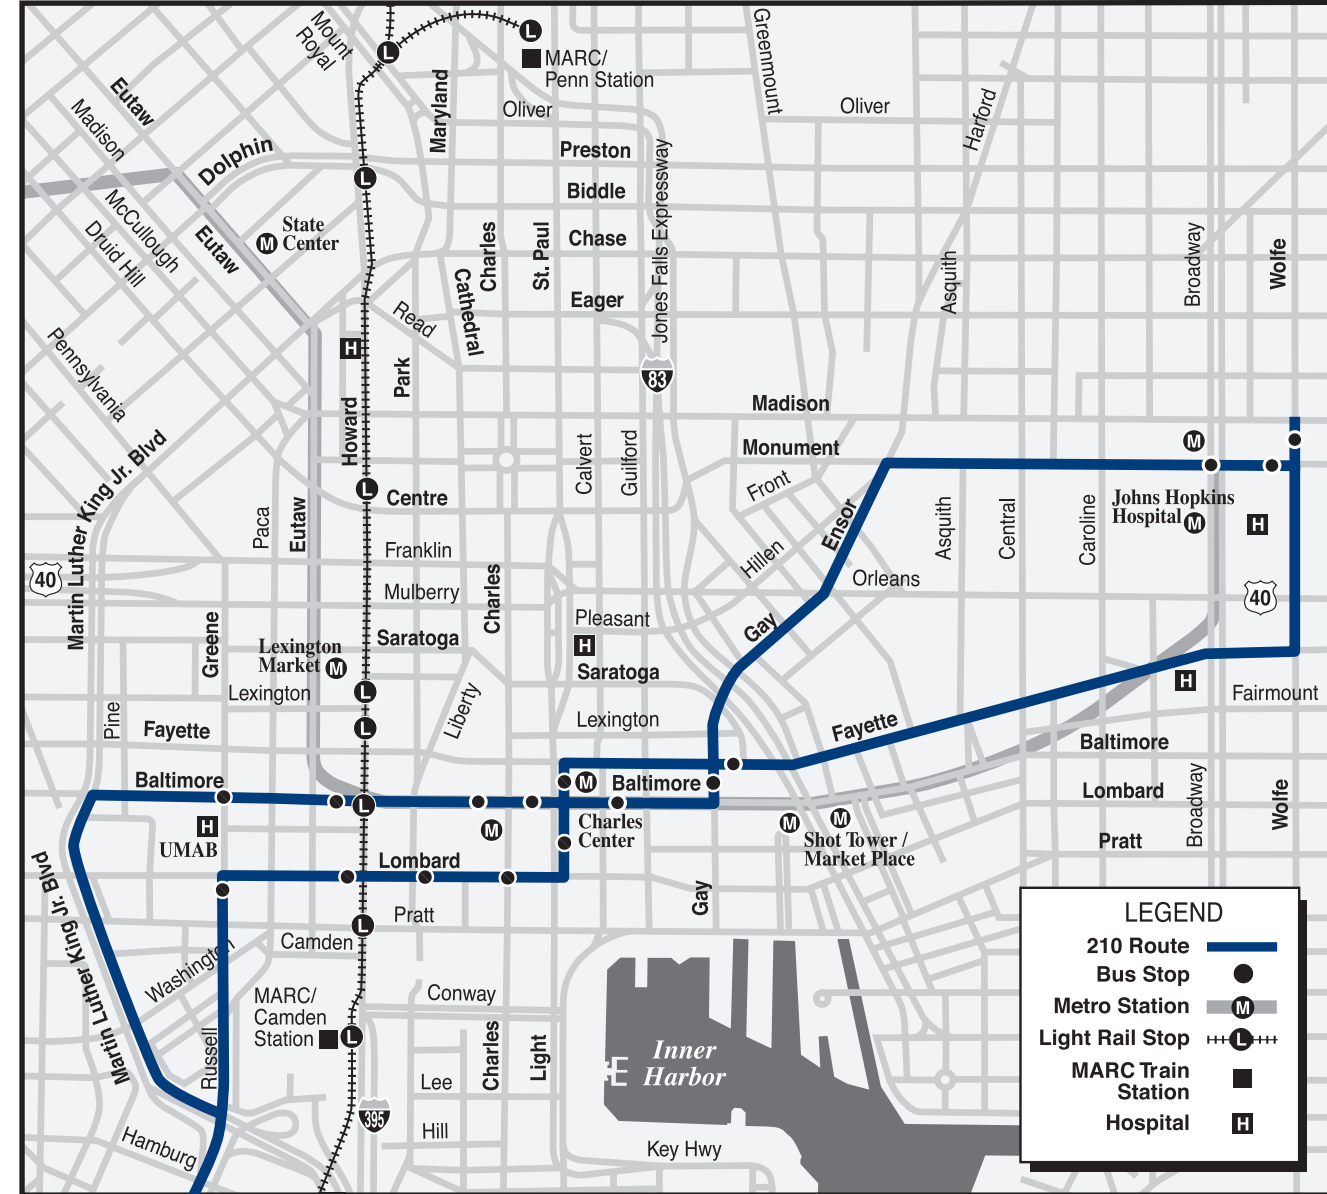 Mount
Royal
MARC/
Penn Station
Greenmount
Eutaw
Madison
Maryland
Oliver
Oliver
Harford
Dolphin
Preston
Biddle
Jones Falls Expressway
McCullough
Druid Hill
Eutaw
State
Center
Cathedral
Charles
St. Paul
Chase
Eager
Asquith
Broadway
Wolfe
Read
Pennsylvania
H
Park
83
Howard
Madison
Monument
Martin Luther King Jr. Blvd
Calvert
Guilford
Front
Centre
Paca
Eutaw
Ensor
Asquith
Central
Caroline
Johns Hopkins
Hospital
H
Franklin
Hillen
Orleans
40
40
Mulberry
Charles
Pleasant
Gay
Greene
Lexington
Market
Saratoga
H
Saratoga
Lexington
Liberty
Lexington
H
Fairmount
Pine
Fayette
Fayette
Baltimore
Baltimore
Baltimore
Lombard
Broadway
Wolfe
H
UMAB
Charles
Center
Shot Tower /
Market Place
Pratt
Lombard
Gay
Martin Luther King Jr. Blvd
Pratt
Camden
Washington
MARC/
Camden
Station
Conway
Russell
Charles
Light
Inner
Harbor
Lee
395
Hill
Hamburg
Key Hwy
LEGEND
210 Route
Bus Stop
Metro Station M
Light Rail Stop L
MARC Train
Station
Hospital H